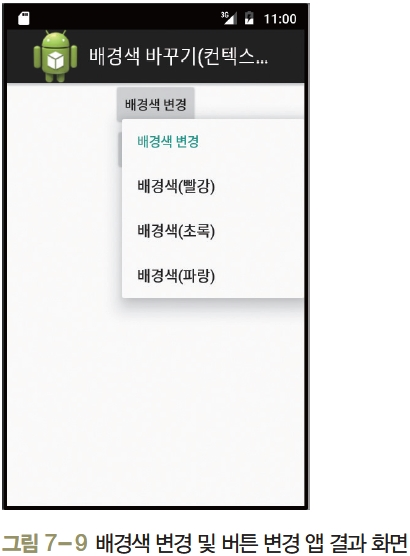 3G 11:00
배경색 바꾸기(컨텍스...
배경색 변경
배경색 변경
배경색(빨강)
배경색(초록)
배경색(파랑)
그림 7-9 배경색 변경 및 버튼 변경 앱 결과 화면